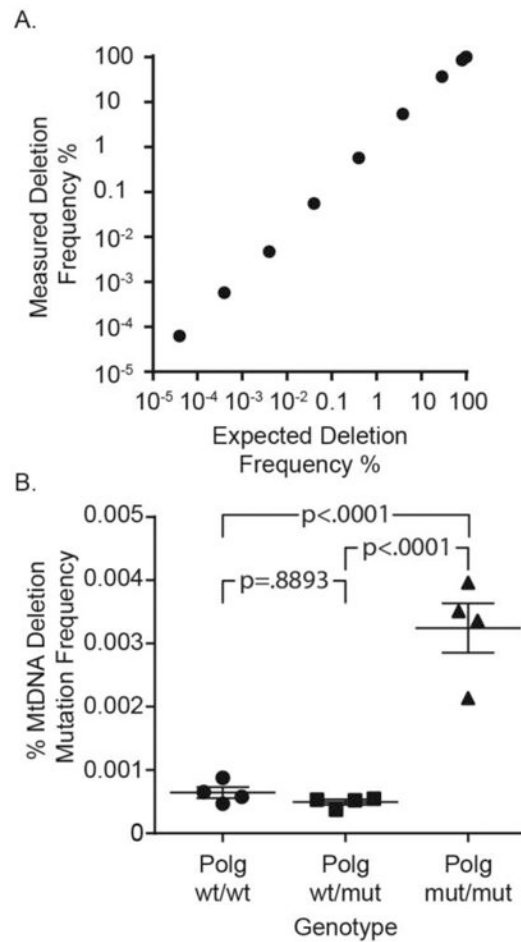 A.
Measured Deletion
Frequency %
100
10
1
0.1
10⁻²
10⁻³
10⁻⁴
10⁻⁵
10⁻⁵ 10⁻⁴ 10⁻³ 10⁻² 0.1 1 10 100
Expected Deletion
Frequency %
B.
% MtDNA Deletion
Mutation Frequency
0.005
0.004
0.003
0.002
0.001
0
p<.0001
p<.0001
p=.8893
Polg Polg Polg
wt/wt wt/mut mut/mut
Genotype